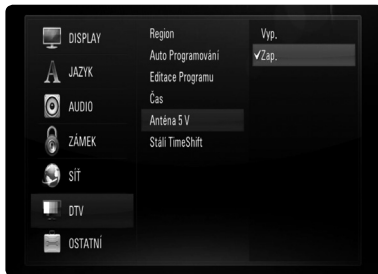 DISPLAY
JAZYK
AUDIO
ZÁMEK
SÍŤ
DTV
OSTATNÍ
Region
Auto Programování
Editace Programu
Čas
Anténa 5 V
Stálí TimeShift
Vyp.
✓Zap.